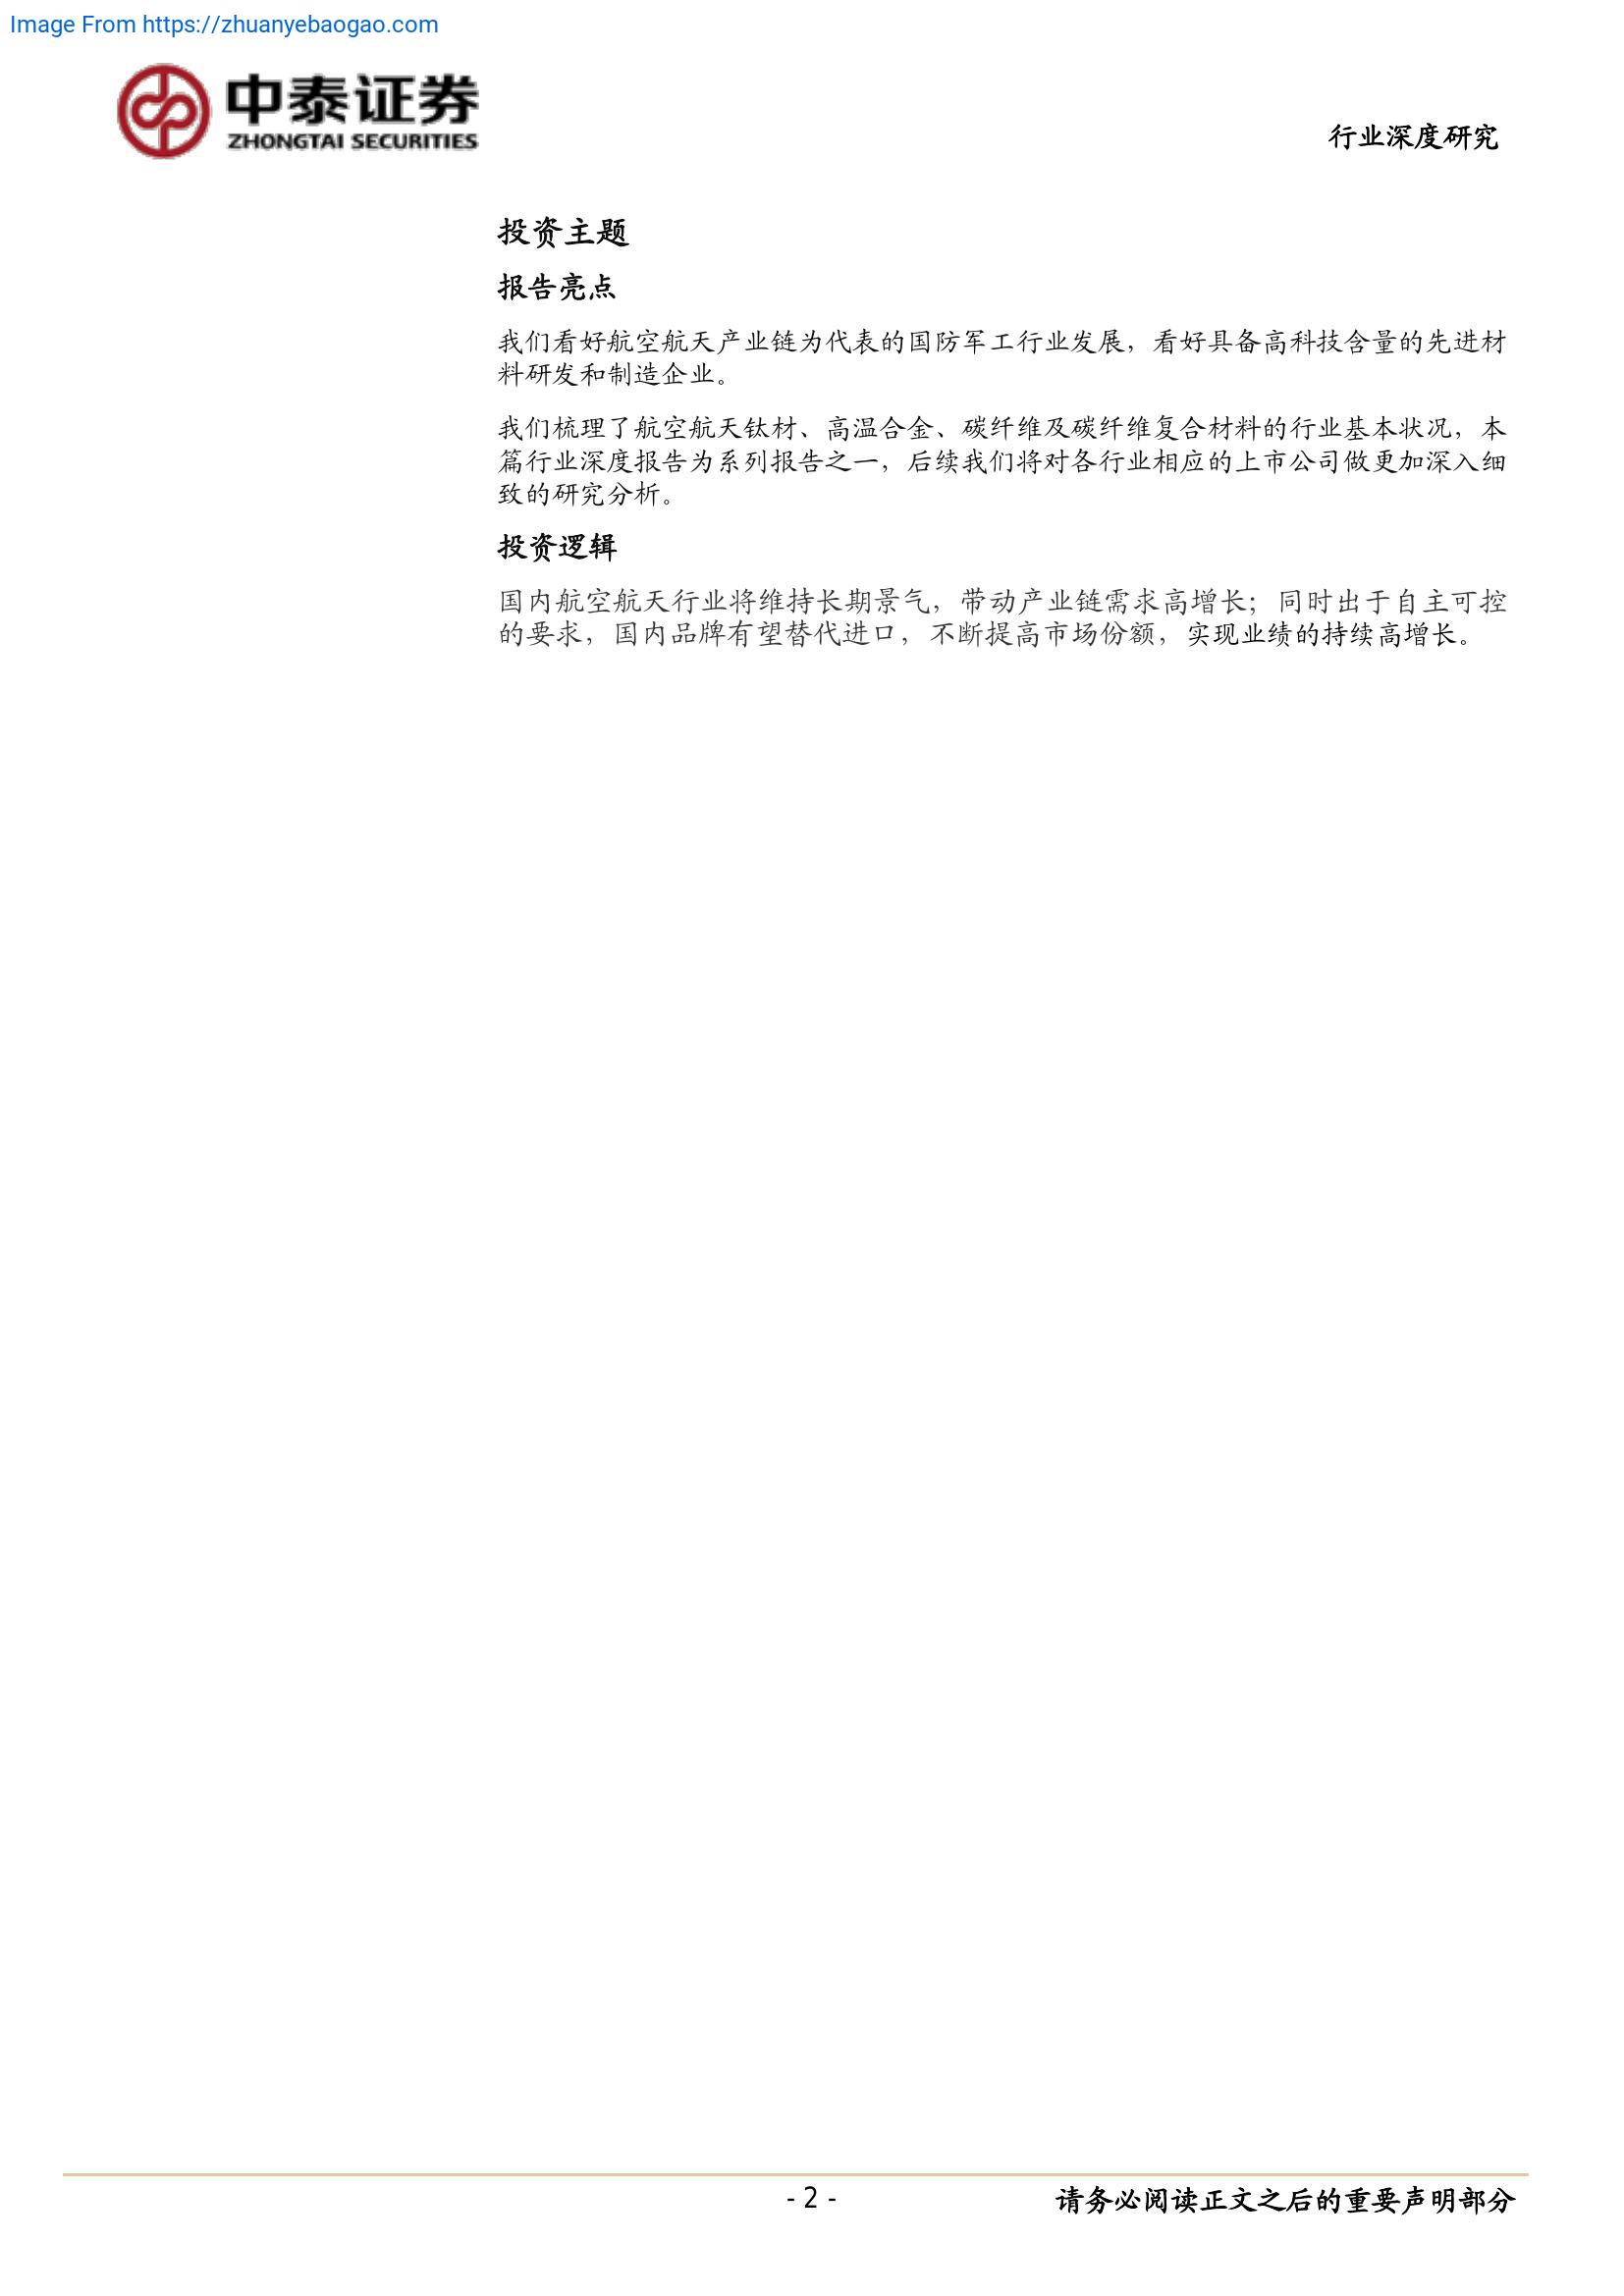 Image From https://zhuanyebaogao.com
中泰证券
ZHONGTAI SECURITIES
行业深度研究
投资主题
报告亮点
我们看好航空航天产业链为代表的国防军工行业发展，看好具备高科技含量的先进材
料研发和制造企业。
我们梳理了航空航天钛材、高温合金、碳纤维及碳纤维复合材料的行业基本状况，本
篇行业深度报告为系列报告之一，后续我们将对各行业相应的上市公司做更加深入细
致的研究分析。
投资逻辑
国内航空航天行业将维持长期景气，带动产业链需求高增长；同时出于自主可控
的要求，国内品牌有望替代进口，不断提高市场份额，实现业绩的持续高增长。
- 2 -
请务必阅读正文之后的重要声明部分